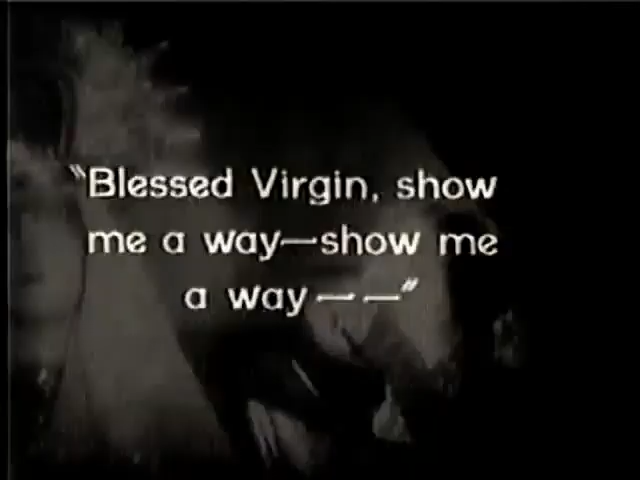 "Blessed Virgin, show
me a way—show me
a way — —"